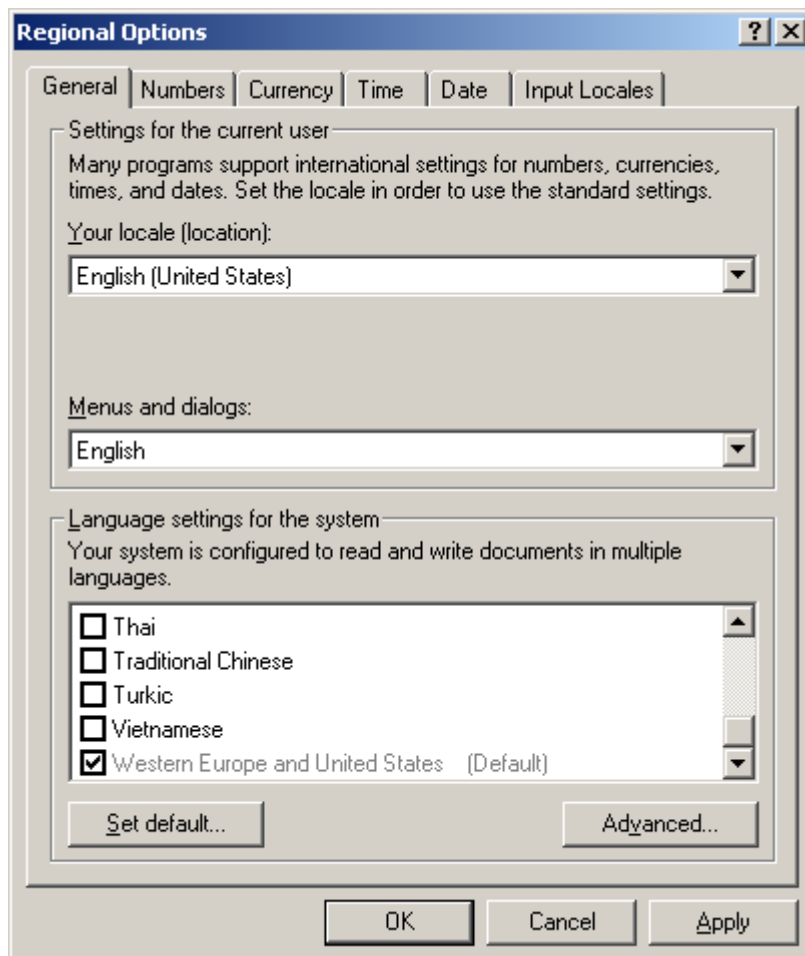 Regional Options
General Numbers Currency Time Date Input Locales
Settings for the current user
Many programs support international settings for numbers, currencies,
times, and dates. Set the locale in order to use the standard settings.
Your locale (location):
English (United States)
Menus and dialogs:
English
Language settings for the system
Your system is configured to read and write documents in multiple
languages.
Thai
Traditional Chinese
Turkic
Vietnamese
Western Europe and United States (Default)
Set default... Advanced...
OK Cancel Apply